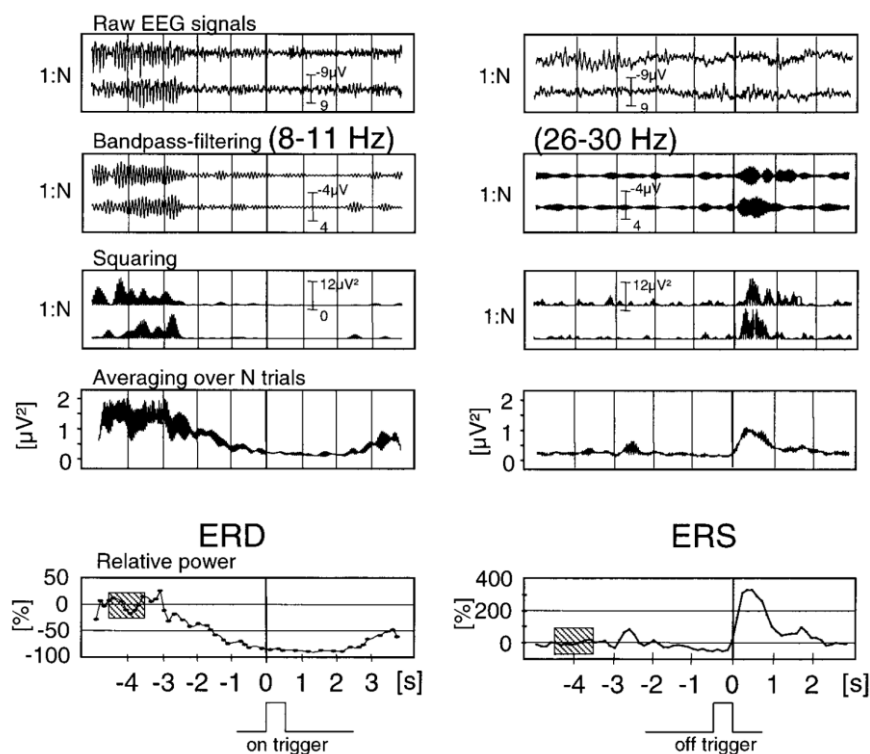 Raw EEG signals
1:N
-9µV
9
-9µV
9
Bandpass-filtering (8-11 Hz)
(26-30 Hz)
1:N
-4µV
4
1:N
-4µV
4
Squaring
1:N
12µV²
0
1:N
12µV²
Averaging over N trials
[µV²]
2
1
0
[µV²]
2
1
0
ERD
ERS
Relative power
[%]
50
0
-50
-100
[%]
400
200
0
-4 -3 -2 -1 0 1 2 3 [s]
-4 -3 -2 -1 0 1 2 [s]
on trigger
off trigger